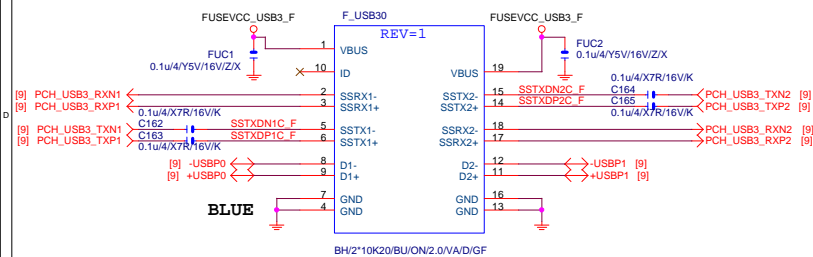 FUSEVCC_USB3_F
F_USB30
FUSEVCC_USB3_F
REV=1
FUC1
0.1u/4/Y5V/16V/Z/X
1
VBUS
10
ID
VBUS
19
FUC2
0.1u/4/Y5V/16V/Z/X
[9] PCH_USB3_RXN1
2
SSRX1-
[9] PCH_USB3_RXP1
3
SSRX1+
0.1u/4/X7R/16V/K
[9] PCH_USB3_TXN1
C162
SSTXDN1C_F
5
SSTX1-
[9] PCH_USB3_TXP1
C163
SSTXDP1C_F
6
SSTX1+
0.1u/4/X7R/16V/K
[9] -USBP0
8
D1-
[9] +USBP0
9
D1+
7
GND
4
GND
BLUE
0.1u/4/X7R/16V/K
SSTX2-
15
SSTXDN2C_F
C164
PCH_USB3_TXN2 [9]
SSTX2+
14
SSTXDP2C_F
C165
PCH_USB3_TXP2 [9]
0.1u/4/X7R/16V/K
SSRX2-
18
PCH_USB3_RXN2 [9]
SSRX2+
17
PCH_USB3_RXP2 [9]
D2-
12
-USBP1 [9]
D2+
11
+USBP1 [9]
GND
16
GND
13
BH/2*10K20/BU/ON/2.0/VA/D/GF
D